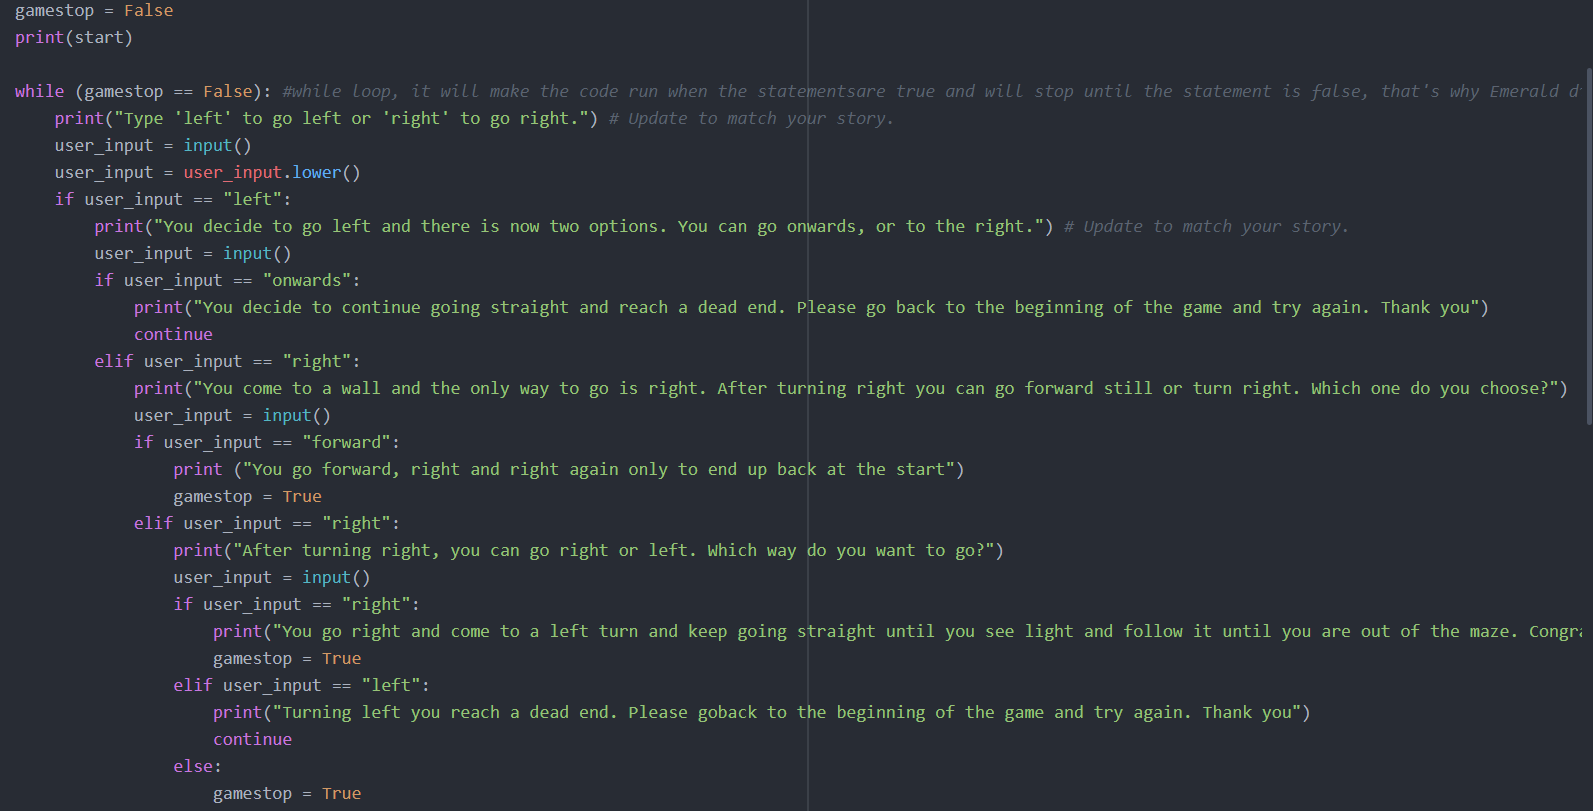 gamestop = False
print(start)
while (gamestop == False): #while loop, it will make the code run when the statementsare true and will stop until the statement is false, that's why Emerald
print("Type 'left' to go left or 'right' to go right.") # Update to match your story.
user_input = input()
user_input = user_input.lower()
if user_input == "left":
print("You decide to go left and there is now two options. You can go onwards, or to the right.") # Update to match your story.
user_input = input()
if user_input == "onwards":
print("You decide to continue going straight and reach a dead end. Please go back to the beginning of the game and try again. Thank you")
continue
elif user_input == "right":
print("You come to a wall and the only way to go is right. After turning right you can go forward still or turn right. Which one do you choose?")
user_input = input()
if user_input == "forward":
print ("You go forward, right and right again only to end up back at the start")
gamestop = True
elif user_input == "right":
print("After turning right, you can go right or left. Which way do you want to go?")
user_input = input()
if user_input == "right":
print("You go right and come to a left turn and keep going straight until you see light and follow it until you are out of the maze.
gamestop = True
elif user_input == "left":
print("Turning left you reach a dead end. Please goback to the beginning of the game and try again. Thank you")
continue
else:
gamestop = True